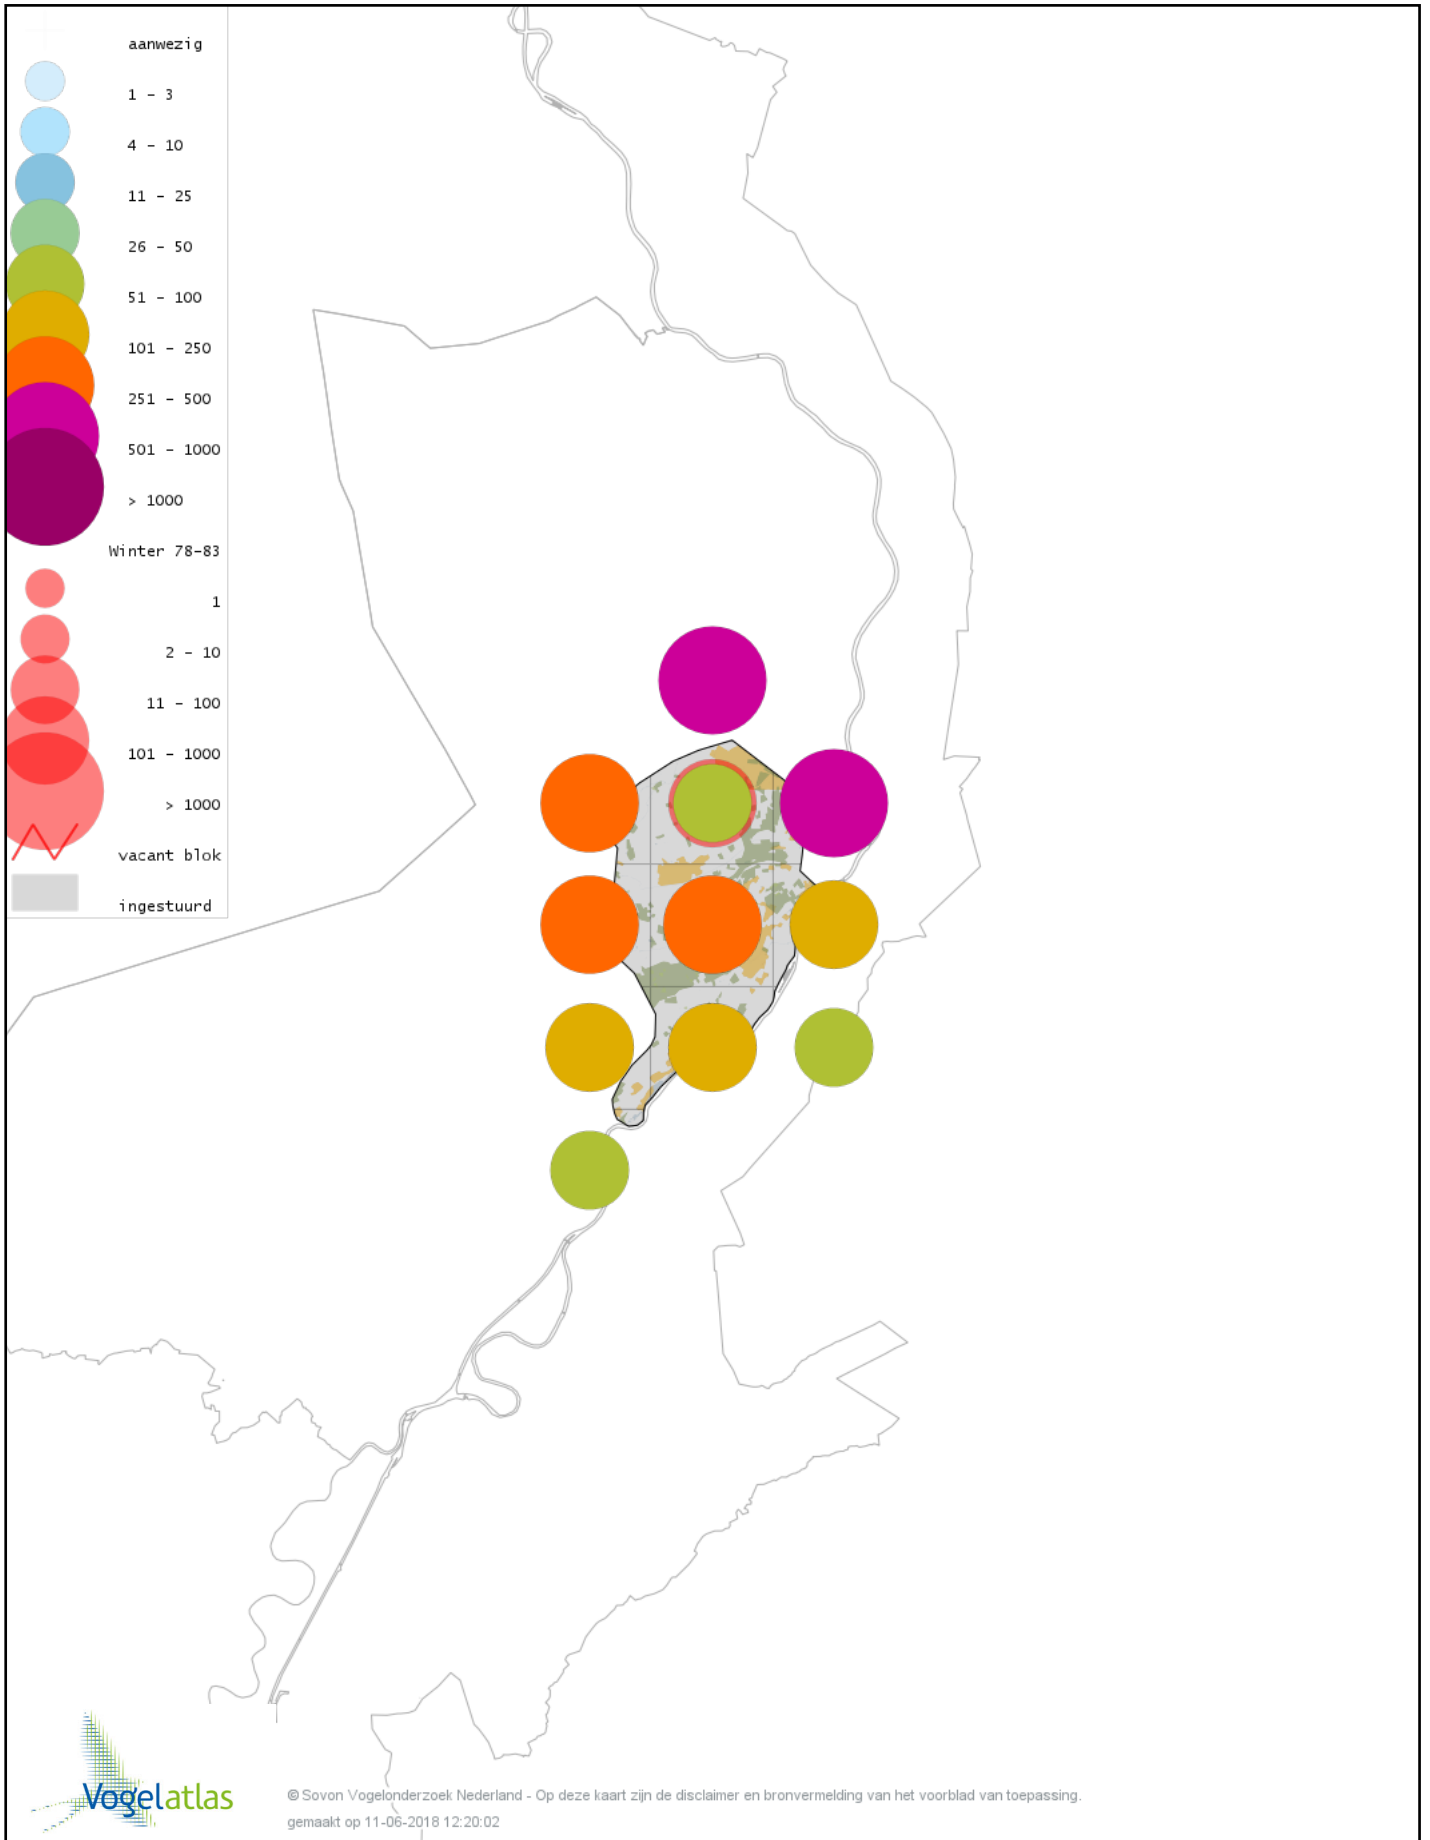 aanwezig
1 - 3
4 - 10
11 - 25
26 - 50
51 - 100
101 - 250
251 - 500
501 - 1000
> 1000
Winter 78-83
1
2 - 10
11 - 100
101 - 1000
> 1000
vacant blok
ingestuurd
Vogelatlas
© Sovon Vogelonderzoek Nederland - Op deze kaart zijn de disclaimer en bronvermelding van het voorblad van toepassing.
gemaakt op 11-06-2018 12:20:02